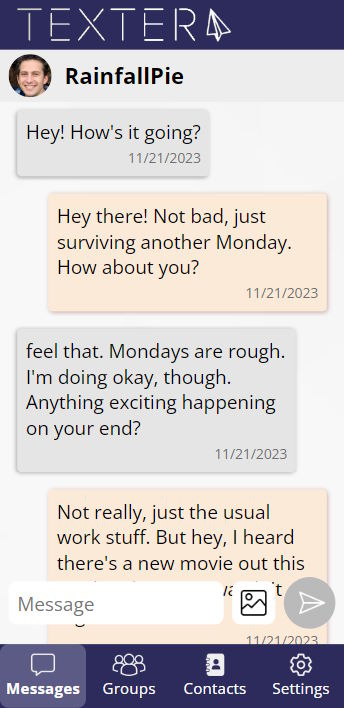 TEXTER
RainfallPie
Hey! How's it going?
11/21/2023
Hey there! Not bad, just
surviving another Monday.
How about you?
11/21/2023
feel that. Mondays are rough.
I'm doing okay, though.
Anything exciting happening
on your end?
11/21/2023
Not really, just the usual
work stuff. But hey, I heard
there's a new movie out this
Message
11/21/2023
Messages
Groups
Contacts
Settings